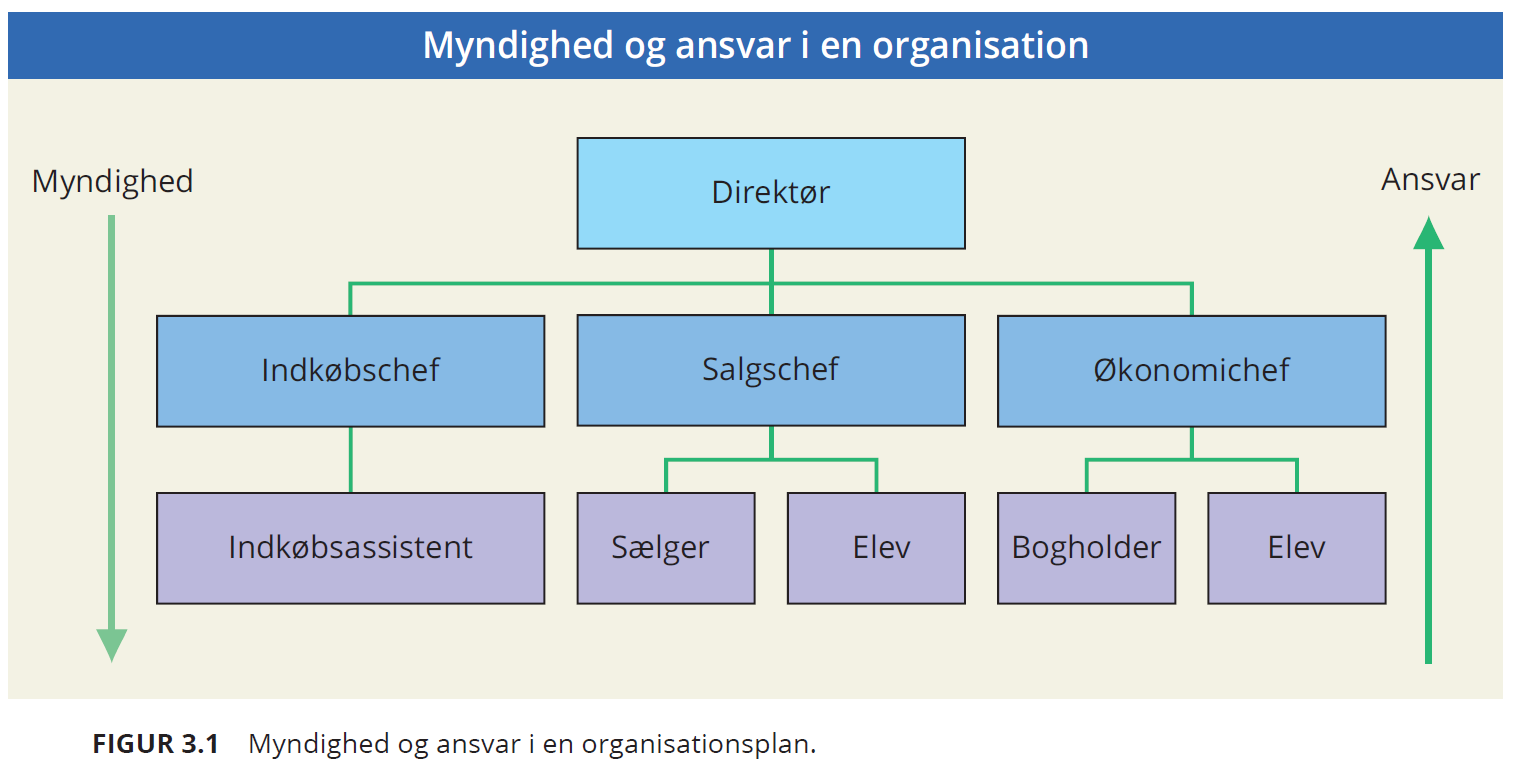 Myndighed og ansvar i en organisation
Myndighed
Ansvar
Direktør
Indkøbschef
Salgschef
Økonomichef
Indkøbsassistent
Sælger
Elev
Bogholder
Elev
FIGUR 3.1 Myndighed og ansvar i en organisationsplan.